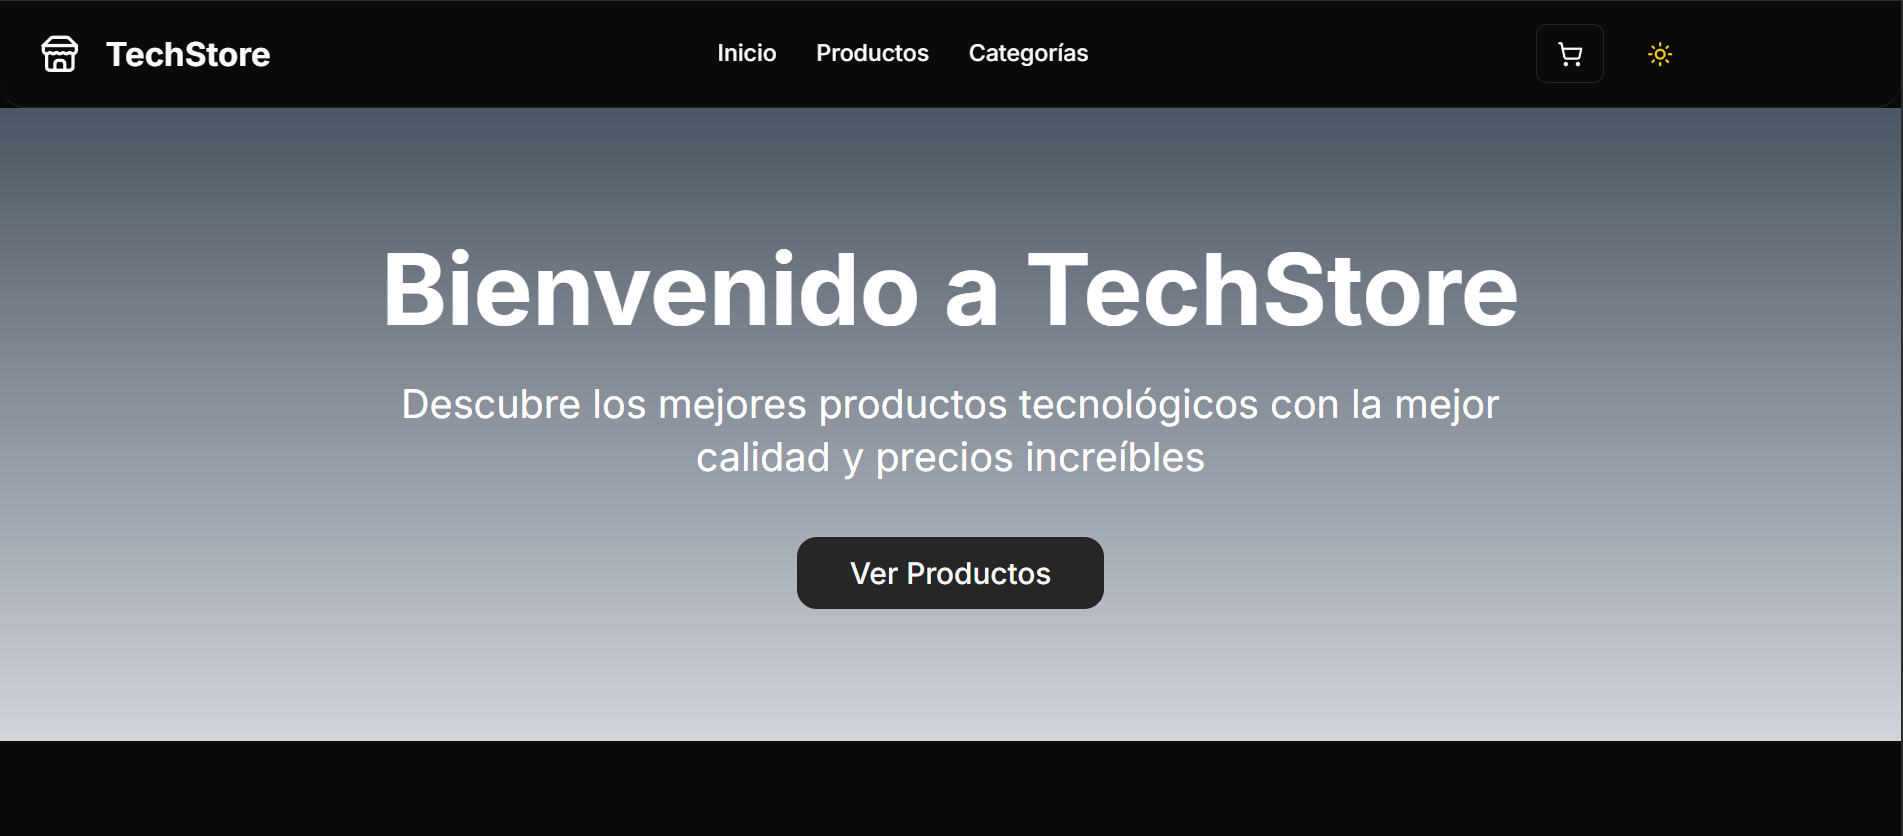 TechStore
Inicio
Productos
Categorías
Bienvenido a TechStore
Descubre los mejores productos tecnológicos con la mejor
calidad y precios increíbles
Ver Productos